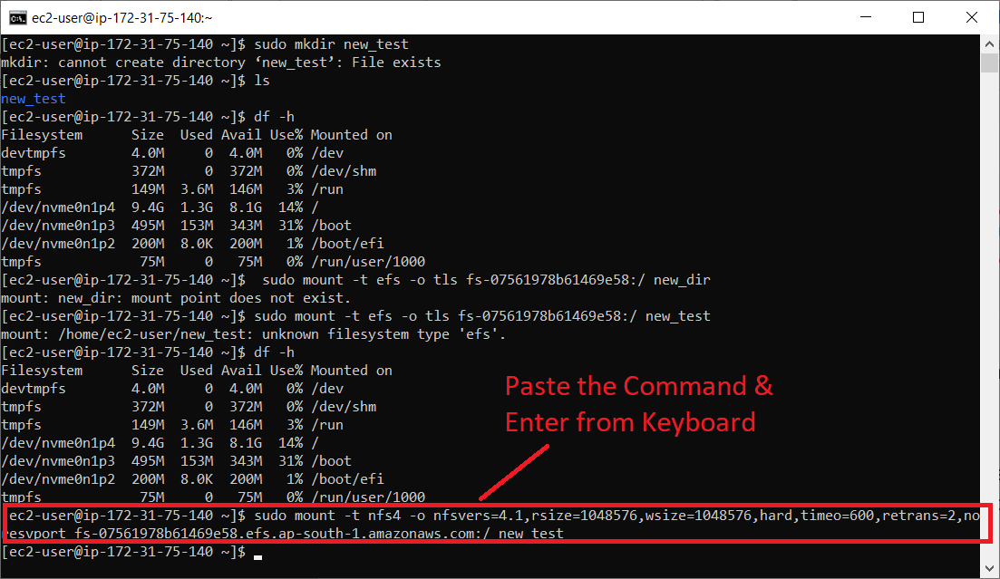 ec2-user@ip-172-31-75-140:~
[ec2-user@ip-172-31-75-140 ~]$ sudo mkdir new_test
mkdir: cannot create directory ‘new_test’: File exists
[ec2-user@ip-172-31-75-140 ~]$ ls
new_test
[ec2-user@ip-172-31-75-140 ~]$ df -h
Filesystem      Size  Used Avail Use% Mounted on
devtmpfs        4.0M     0  4.0M   0% /dev
tmpfs           372M     0  372M   0% /dev/shm
tmpfs           149M  3.6M  146M   3% /run
/dev/nvme0n1p4  9.4G  1.3G  8.1G  14% /
/dev/nvme0n1p3  495M  153M  343M  31% /boot
/dev/nvme0n1p2  200M  8.0K  200M   1% /boot/efi
tmpfs            75M     0   75M   0% /run/user/1000
[ec2-user@ip-172-31-75-140 ~]$  sudo mount -t efs -o tls fs-07561978b61469e58:/ new_dir
mount: new_dir: mount point does not exist.
[ec2-user@ip-172-31-75-140 ~]$ sudo mount -t efs -o tls fs-07561978b61469e58:/ new_test
mount: /home/ec2-user/new_test: unknown filesystem type 'efs'.
[ec2-user@ip-172-31-75-140 ~]$ df -h
Filesystem      Size  Used Avail Use% Mounted on
devtmpfs        4.0M     0  4.0M   0% /dev
tmpfs           372M     0  372M   0% /dev/shm
tmpfs           149M  3.6M  146M   3% /run
/dev/nvme0n1p4  9.4G  1.3G  8.1G  14% /
/dev/nvme0n1p3  495M  153M  343M  31% /boot
/dev/nvme0n1p2  200M  8.0K  200M   1% /boot/efi
tmpfs            75M     0   75M   0% /run/user/1000
Paste the Command &
Enter from Keyboard
[ec2-user@ip-172-31-75-140 ~]$ sudo mount -t nfs4 -o nfsvers=4.1,rsize=1048576,wsize=1048576,hard,timeo=600,retrans=2,no
resvport fs-07561978b61469e58.efs.ap-south-1.amazonaws.com:/ new_test
[ec2-user@ip-172-31-75-140 ~]$